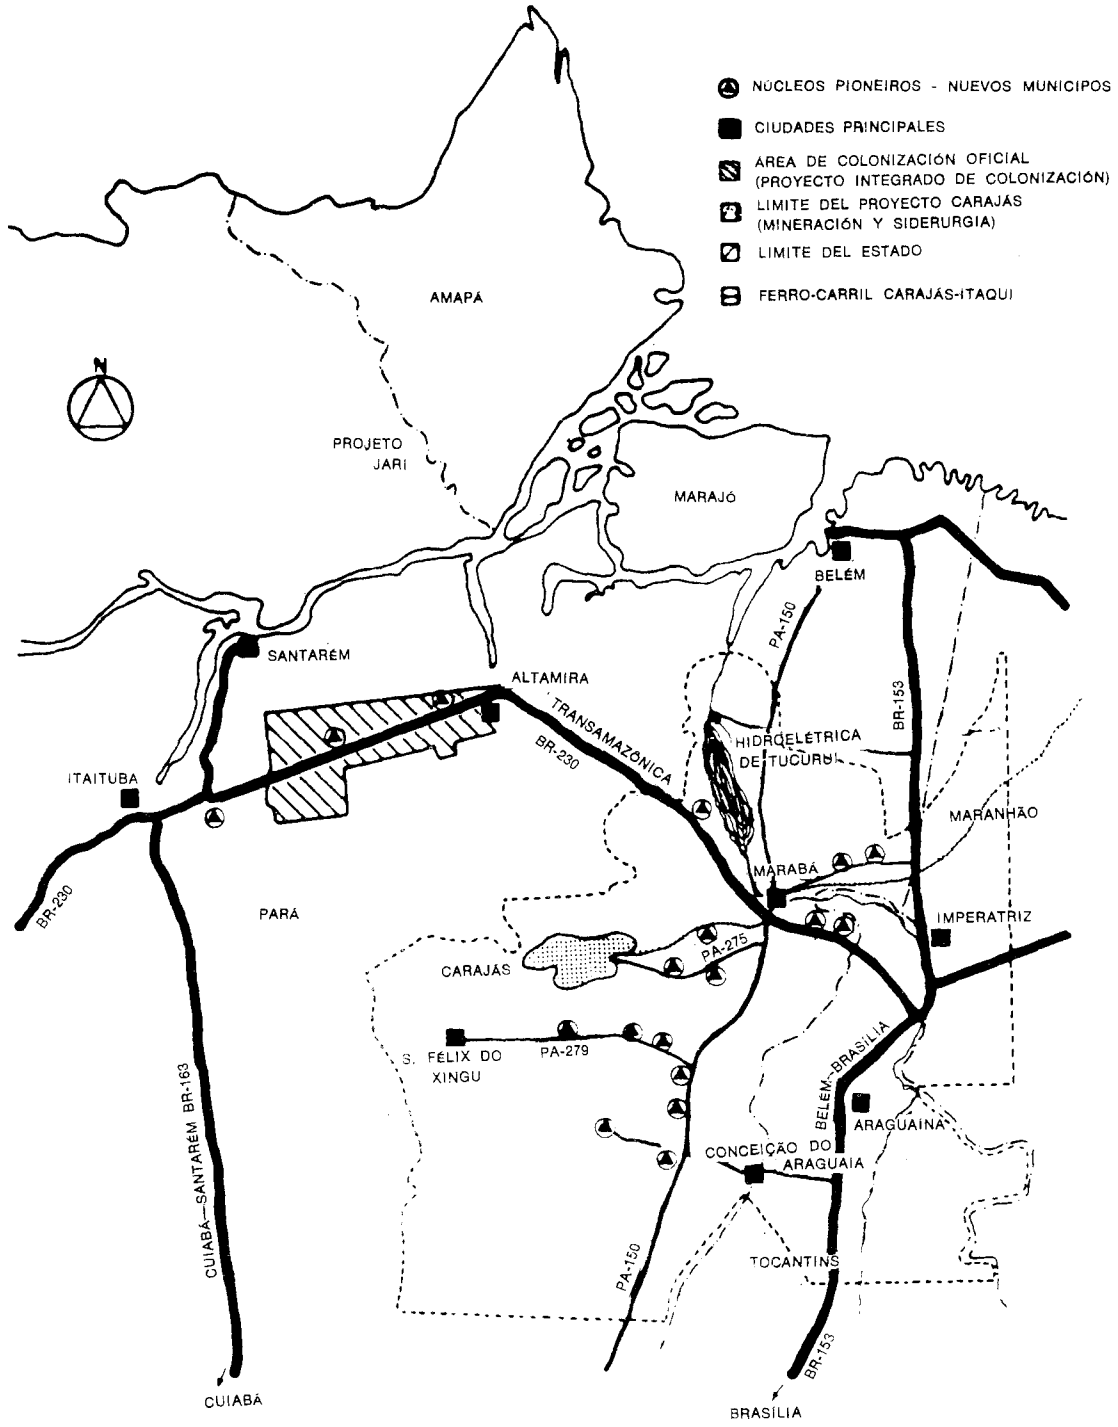 NÚCLEOS PIONEIROS - NUEVOS MUNICIPOS
CIUDADES PRINCIPALES
AREA DE COLONIZACIÓN OFICIAL
(PROYECTO INTEGRADO DE COLONIZACIÓN)
LIMITE DEL PROYECTO CARAJÁS
(MINERACIÓN Y SIDERURGIA)
LIMITE DEL ESTADO
FERRO-CARRIL CARAJÁS-ITAQUI
AMAPÁ
N
PROJETO
JARI
MARAJÓ
BELÉM
PA-150
SANTARÉM
ALTAMIRA
TRANSAMAZÔNICA
BR-230
BR-153
HIDROELÉTRICA
DE TUCURUI
ITAITUBA
MARANHÃO
MARABÁ
BR-230
PARÁ
IMPERATRIZ
PA-275
CARAJÁS
S. FÉLIX DO
XINGU
PA-279
BELÉM-BRASÍLIA
ARAGUAÍNA
CONCEIÇÃO DO
ARAGUAIA
CUIABÁ-SANTARÉM BR-163
TOCANTINS
PA-150
BR-153
CUIABÁ
BRASÍLIA